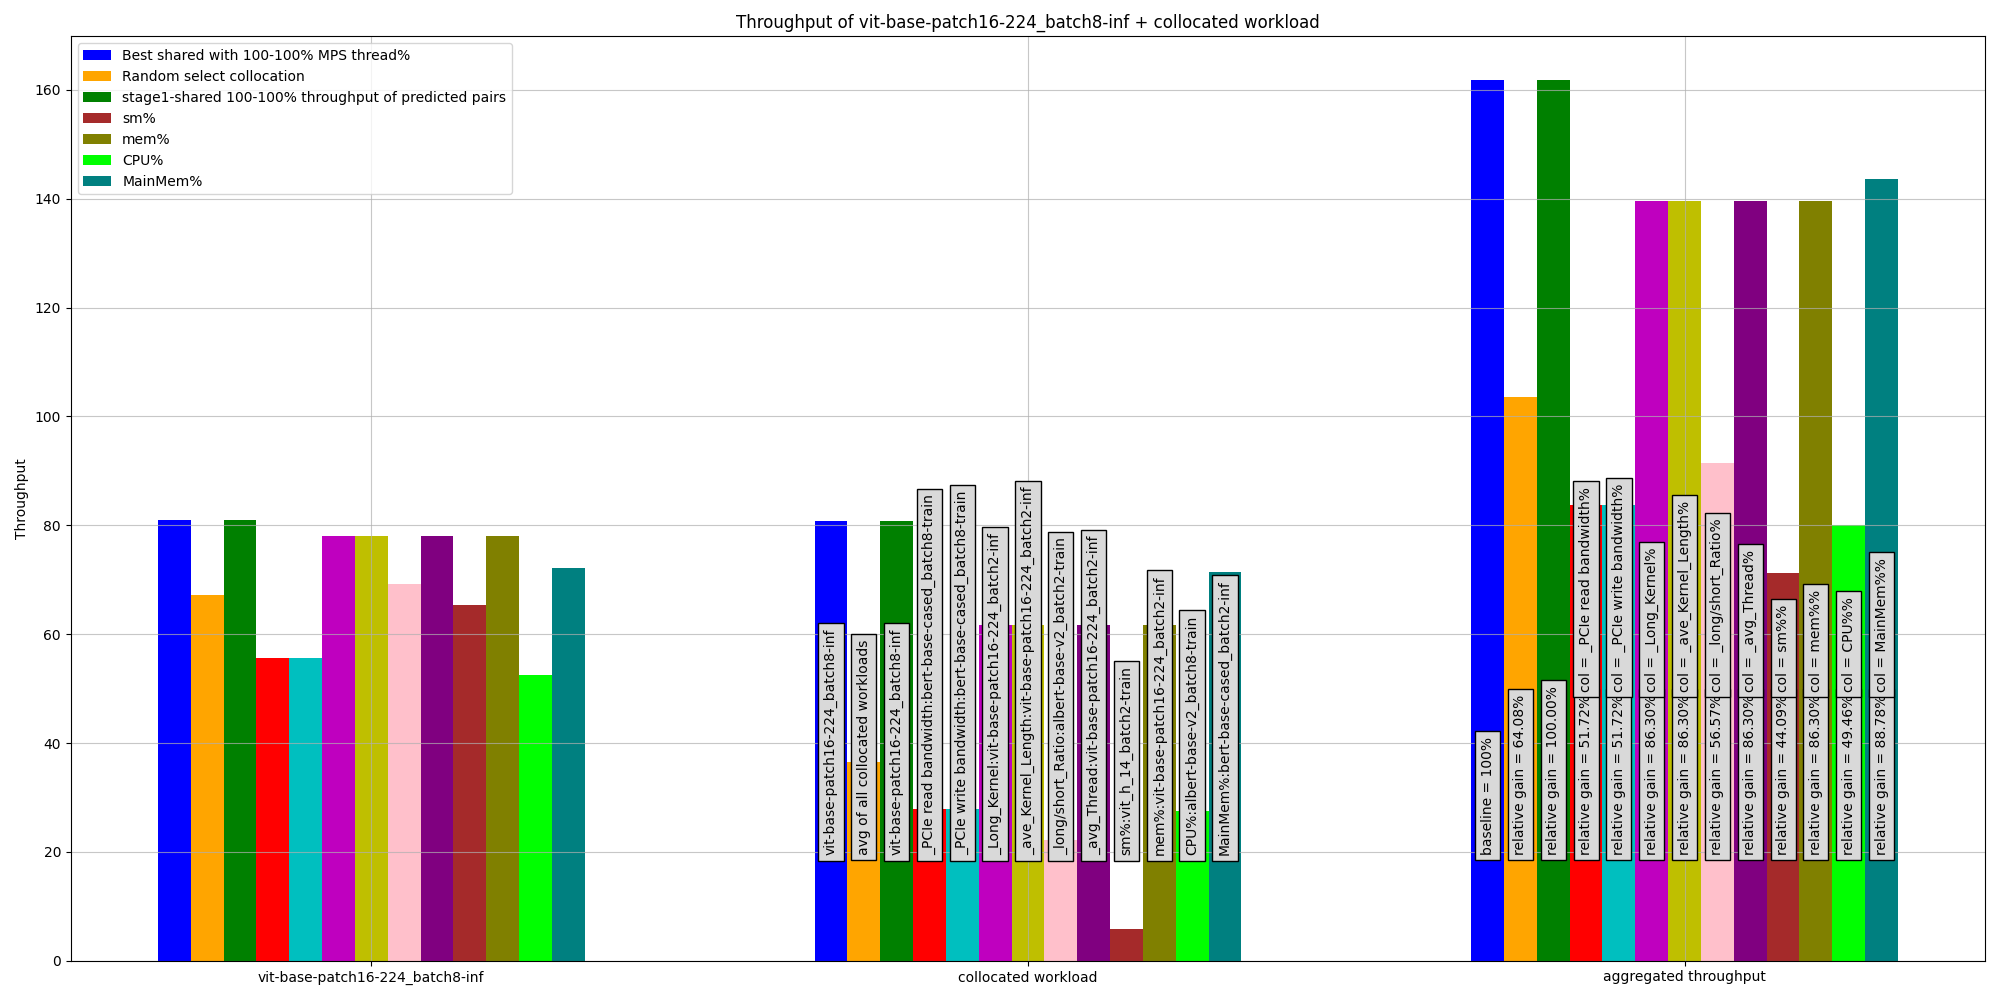 Throughput of vit-base-patch16-224_batch8-inf + collocated workload
Best shared with 100-100% MPS thread%
Random select collocation
stage1-shared 100-100% throughput of predicted pairs
sm%
mem%
CPU%
MainMem%
Throughput
160
140
120
100
80
60
40
20
0
vit-base-patch16-224_batch8-inf
avg of all collocated workloads
vit-base-patch16-224_batch8-inf
_PCIe read bandwidth:bert-base-cased_batch8-train
_PCIe write bandwidth:bert-base-cased_batch8-train
_Long_Kernel:vit-base-patch16-224_batch2-inf
_ave_Kernel_Length:vit-base-patch16-224_batch2-inf
_long/short_Ratio:albert-base-v2_batch2-train
_avg_Thread:vit-base-patch16-224_batch2-inf
sm%:vit_h_14_batch2-train
mem%:vit-base-patch16-224_batch2-inf
CPU%:albert-base-v2_batch8-train
MainMem%:bert-base-cased_batch2-inf
baseline = 100%
relative gain = 64.08%
relative gain = 100.00%
relative gain = 51.72%
col = _PCIe read bandwidth%
relative gain = 51.72%
col = _PCIe write bandwidth%
relative gain = 86.30%
col = _Long_Kernel%
relative gain = 86.30%
col = _ave_Kernel_Length%
relative gain = 56.57%
col = _long/short_Ratio%
relative gain = 86.30%
col = _avg_Thread%
relative gain = 44.09%
col = sm%%
relative gain = 86.30%
col = mem%%
relative gain = 49.46%
col = CPU%%
relative gain = 88.78%
col = MainMem%%
vit-base-patch16-224_batch8-inf
collocated workload
aggregated throughput